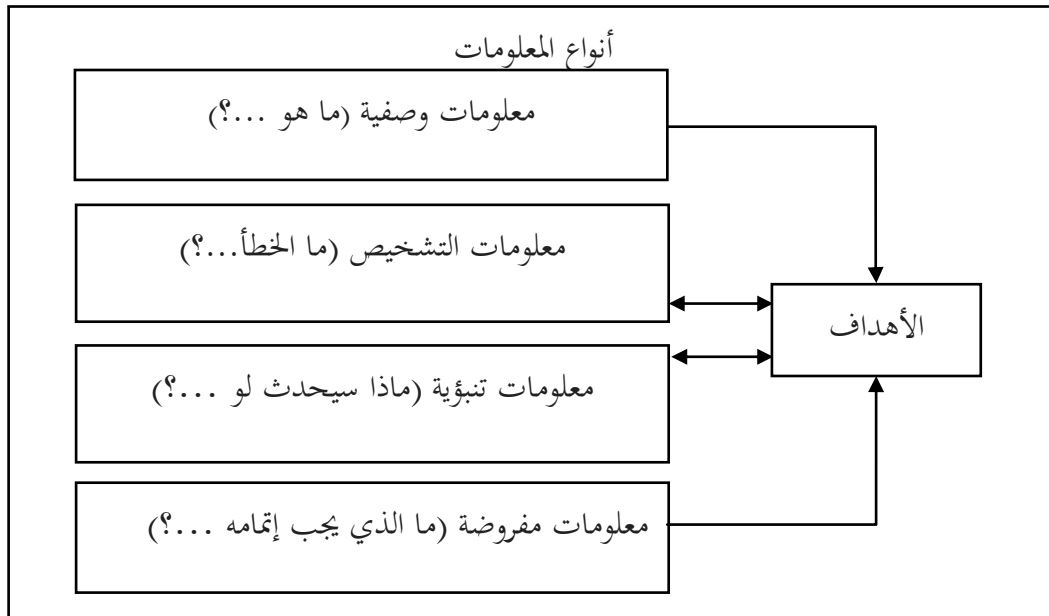 أنواع المعلومات
معلومات وصفية (ما هو ...؟)
معلومات التشخيص (ما الخطأ...؟)
الأهداف
معلومات تنبؤية (ماذا سيحدث لو ...؟)
معلومات مفروضة (ما الذي يجب إتمامه ...؟)